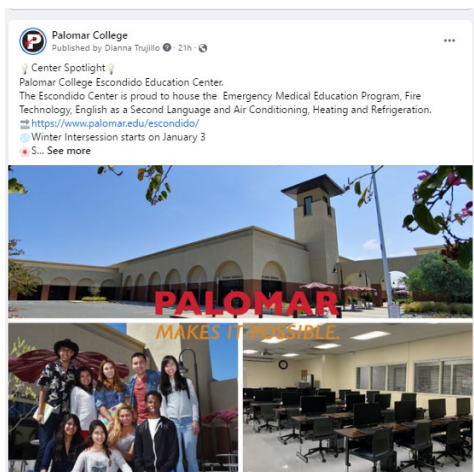 Palomar College
Published by Dianna Trujillo · 21h ·
Center Spotlight
Palomar College Escondido Education Center.
The Escondido Center is proud to house the Emergency Medical Education Program, Fire
Technology, English as a Second Language and Air Conditioning, Heating and Refrigeration.
https://www.palomar.edu/escondido/
Winter Intersession starts on January 3
S... See more
PALOMAR
MAKES IT POSSIBLE.